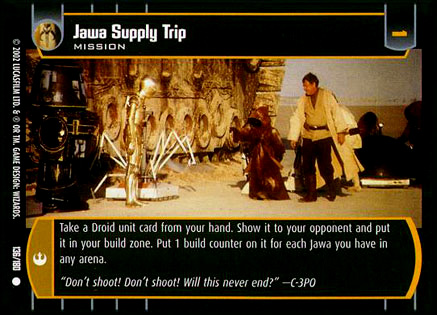 Jawa Supply Trip
MISSION
© 2002 LUCASFILM LTD. & ® OR TM. GAME DESIGN: WIZARDS.
136/180
Take a Droid unit card from your hand. Show it to your opponent and put
it in your build zone. Put 1 build counter on it for each Jawa you have in
any arena.
“Don't shoot! Don't shoot! Will this never end?” —C-3PO